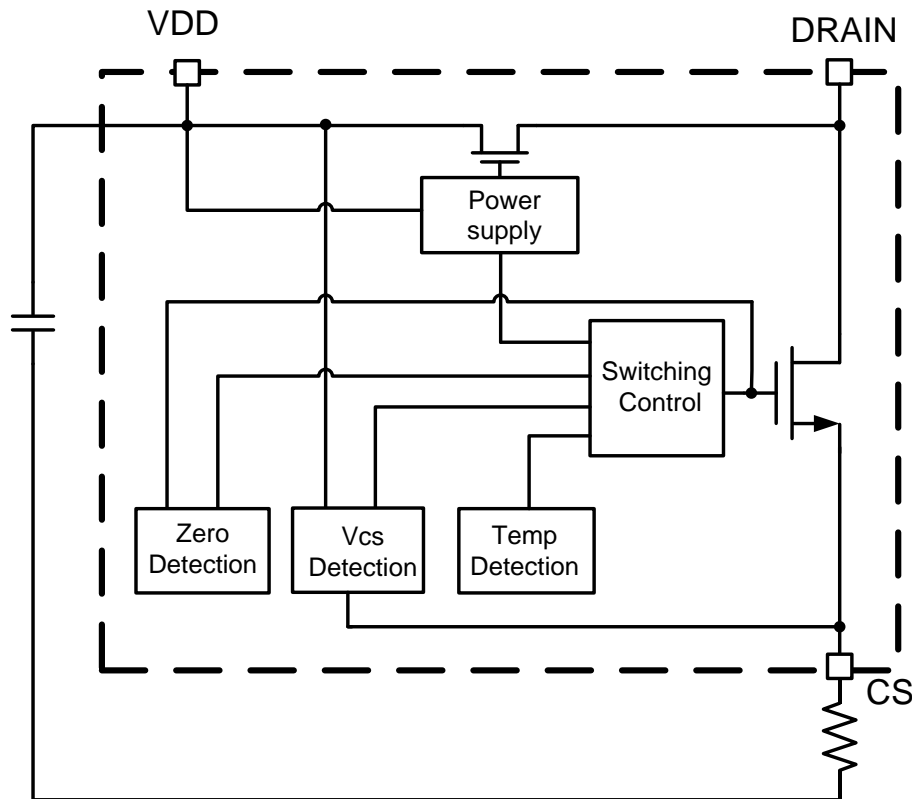 VDD
DRAIN
Power
supply
Switching
Control
Zero
Detection
Vcs
Detection
Temp
Detection
CS